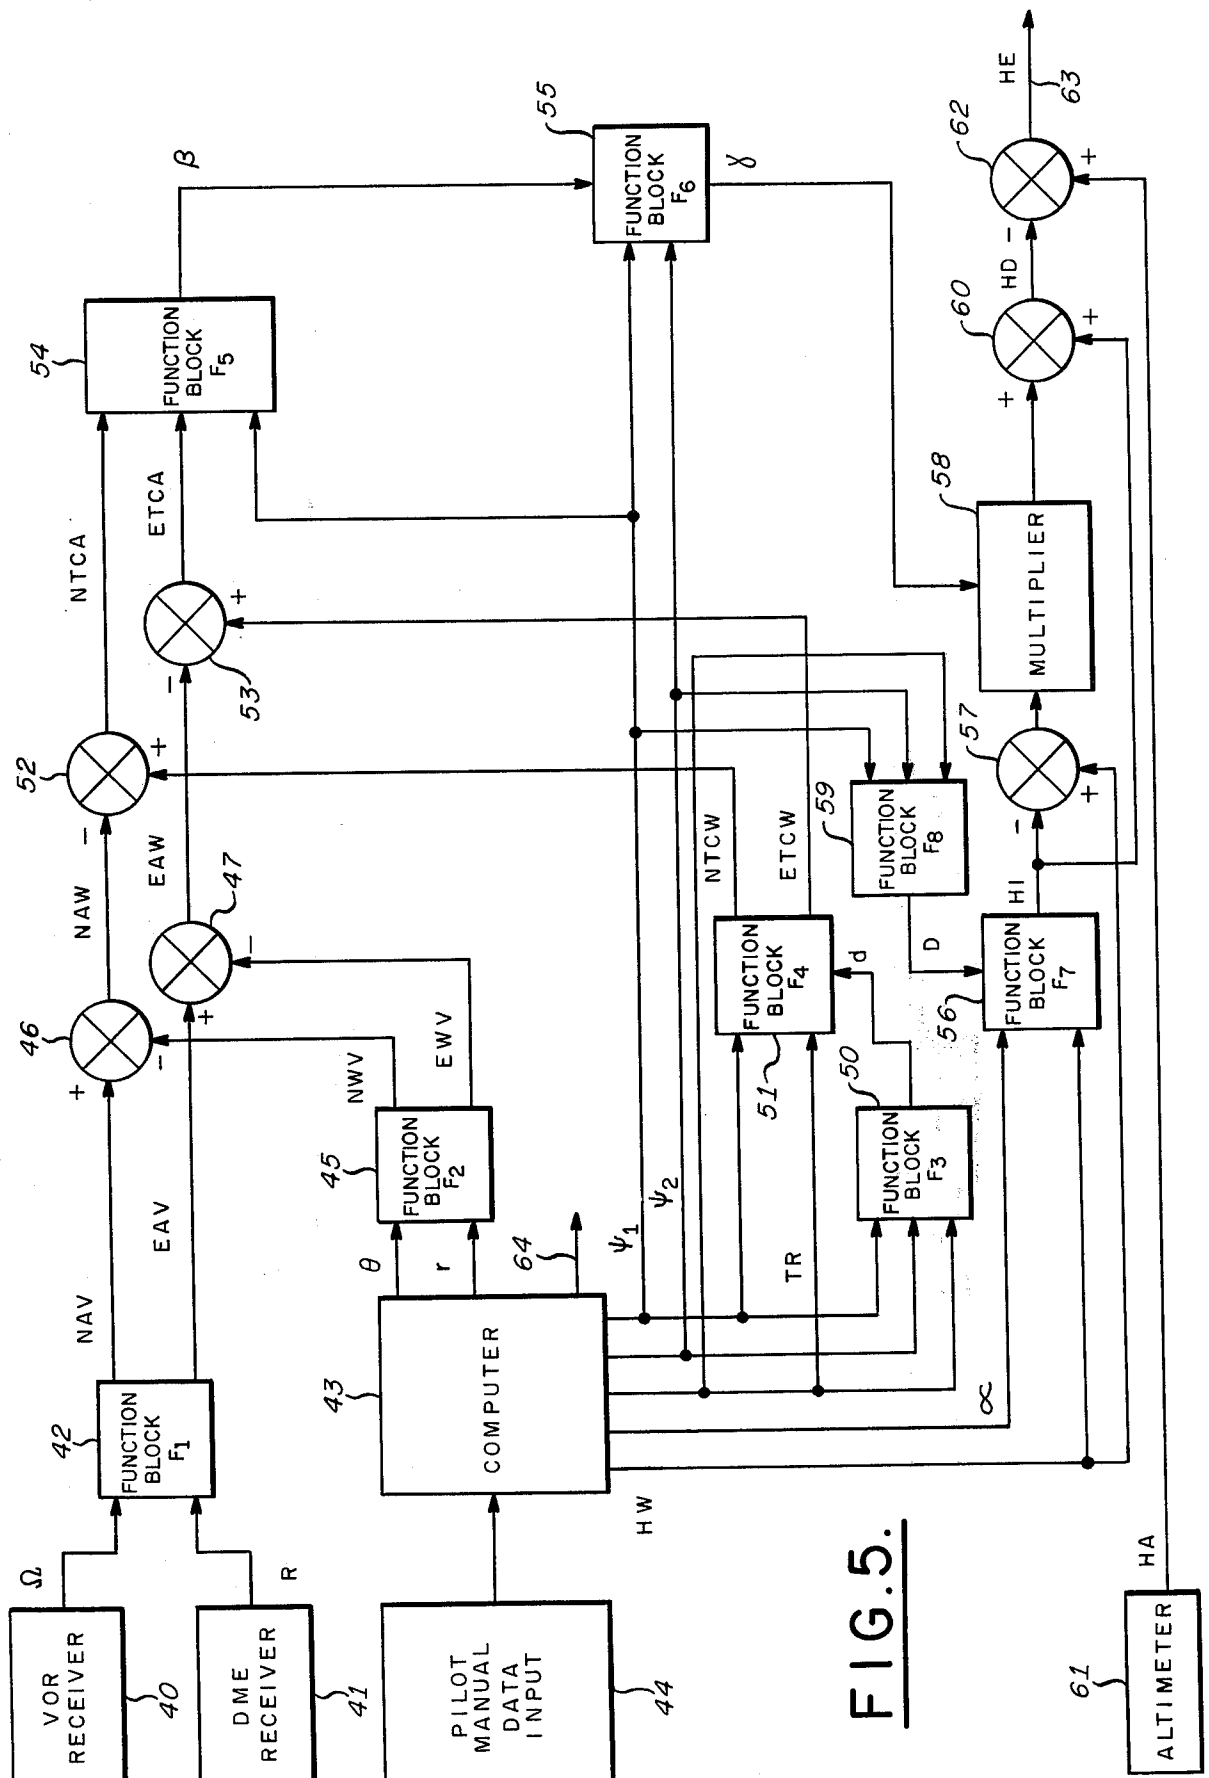 VOR
RECEIVER
40
Ω
DME
RECEIVER
41
R
42
FUNCTION
BLOCK
F1
NAV
EAV
46
+
-
47
+
-
NAW
EAW
52
-
+
53
-
+
NTCA
ETCA
54
FUNCTION
BLOCK
F5
β
PILOT
MANUAL
DATA
INPUT
44
43
COMPUTER
HW
θ
r
64
45
FUNCTION
BLOCK
F2
NWV
EWV
ψ1
ψ2
TR
α
50
FUNCTION
BLOCK
F3
d
51
FUNCTION
BLOCK
F4
NTCW
ETCW
59
FUNCTION
BLOCK
F8
D
56
FUNCTION
BLOCK
F7
HI
57
-
+
58
MULTIPLIER
55
FUNCTION
BLOCK
F6
γ
60
+
+
HD
62
-
+
HE
63
61
ALTIMETER
HA
FIG.5.